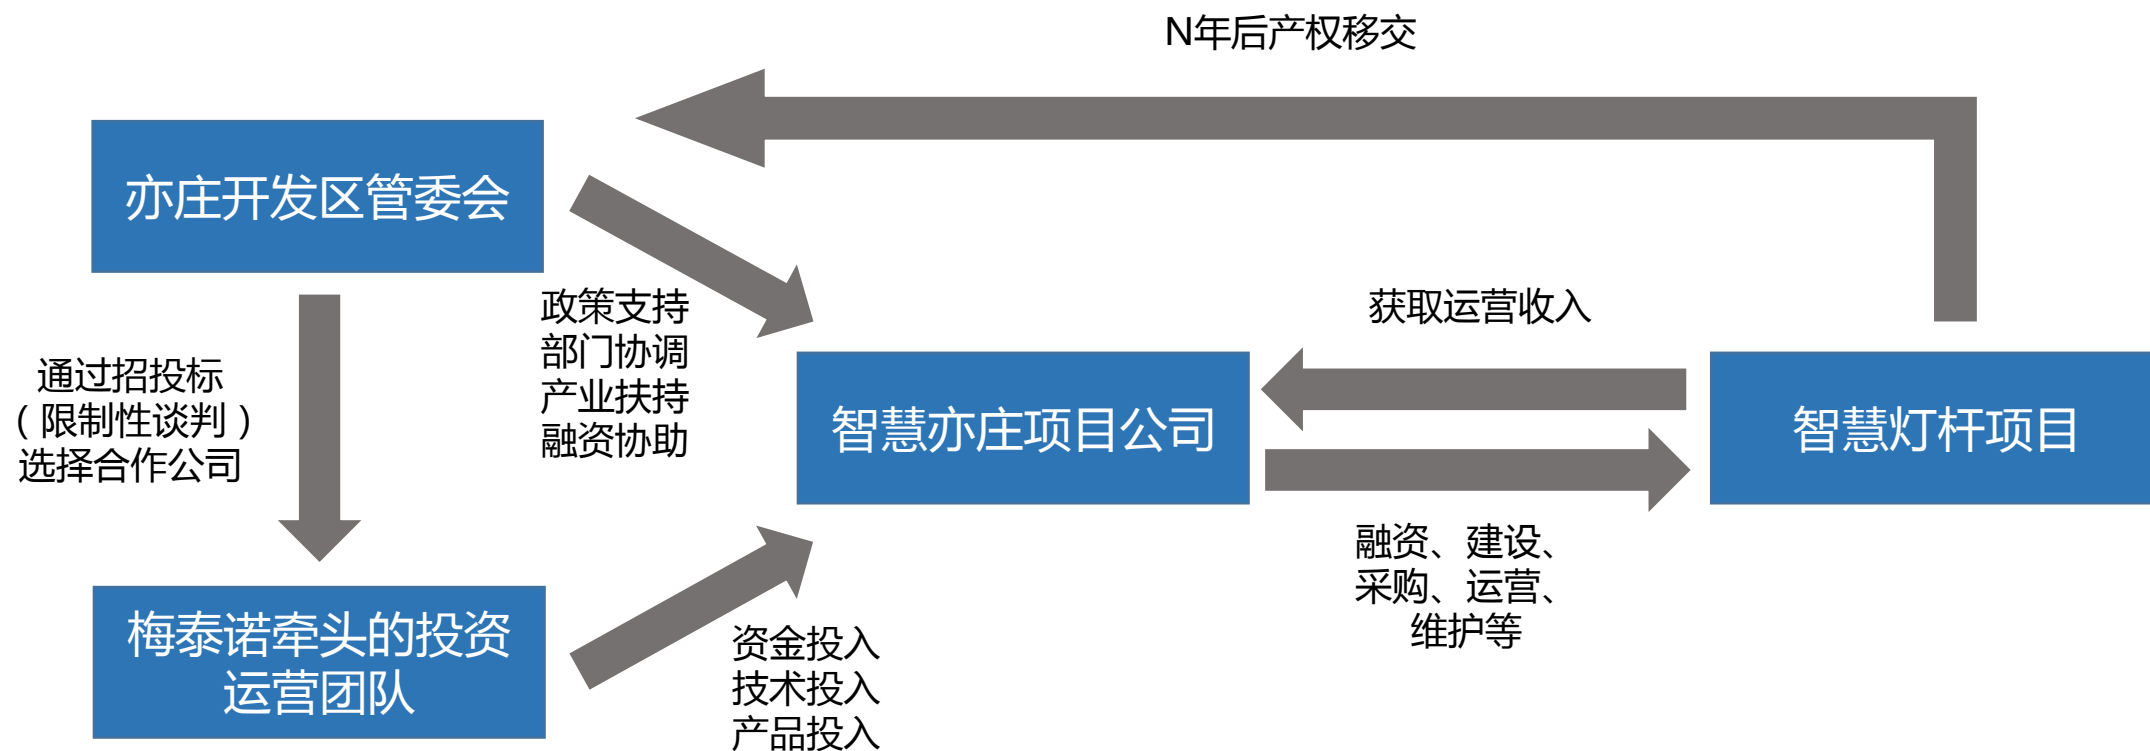 N年后产权移交
亦庄开发区管委会
政策支持
部门协调
产业扶持
融资协助
获取运营收入
通过招投标
（限制性谈判）
选择合作公司
智慧亦庄项目公司
智慧灯杆项目
融资、建设、
采购、运营、
维护等
梅泰诺牵头的投资
运营团队
资金投入
技术投入
产品投入